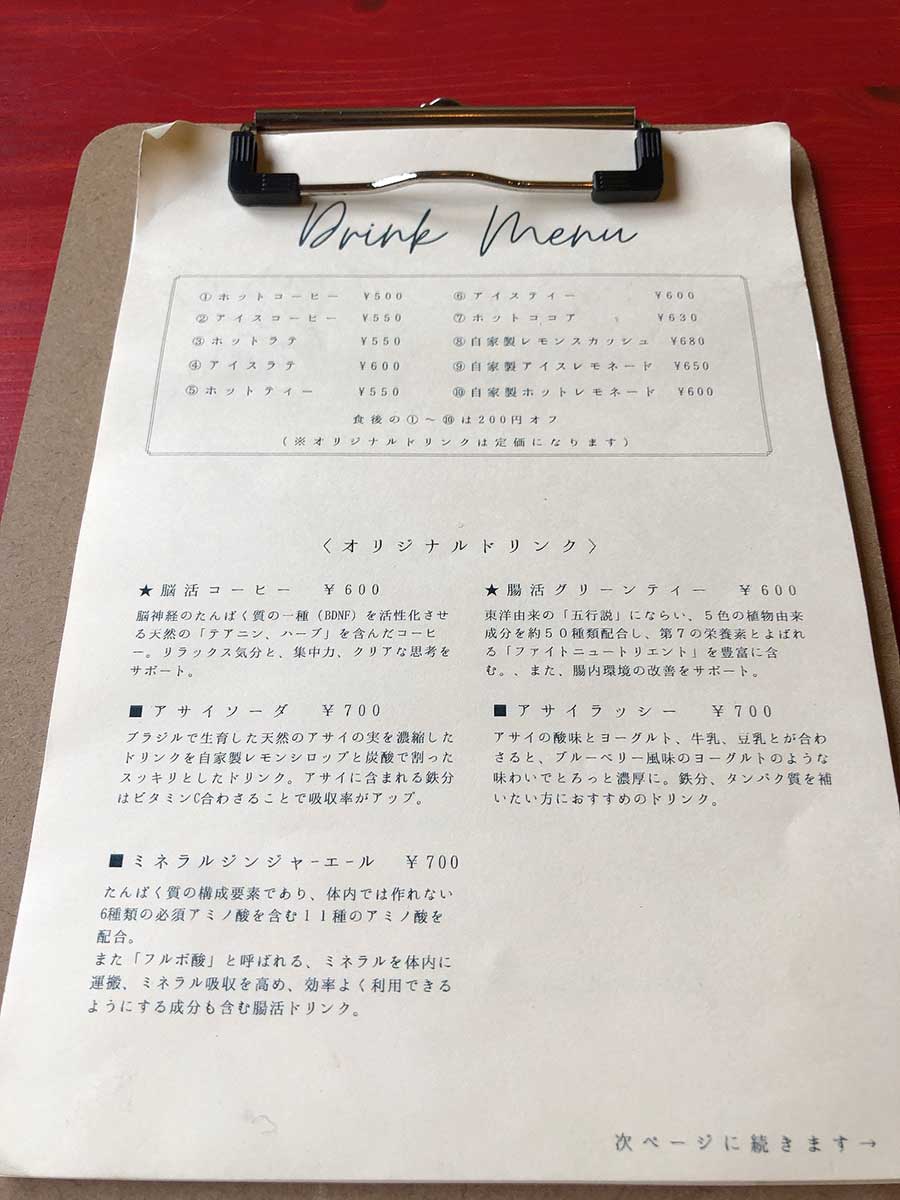 Drink Menu
①ホットコーヒー ¥500
②アイスコーヒー ¥550
③ホットラテ ¥550
④アイスラテ ¥600
⑤ホットティー ¥550
⑥アイスティー ¥600
⑦ホットココア ¥630
⑧自家製レモンスカッシュ ¥680
⑨自家製アイスレモネード ¥650
⑩自家製ホットレモネード ¥600
食後の①～⑩は200円オフ
（※オリジナルドリンクは定価になります）
〈オリジナルドリンク〉
★脳活コーヒー ￥600
脳神経のたんぱく質の一種（BDNF）を活性化させ
る天然の「テアニン、ハーブ」を含んだコーヒ
ー。リラックス気分と、集中力、クリアな思考を
サポート。
★腸活グリーンティー ￥600
東洋由来の「五行説」にならい、５色の植物由来
成分を約５０種類配合し、第７の栄養素とよばれ
る「ファイトニュートリエント」を豊富に含
む。、また、腸内環境の改善をサポート。
■アサイソーダ ￥700
ブラジルで生育した天然のアサイの実を濃縮した
ドリンクを自家製レモンシロップと炭酸で割った
スッキリとしたドリンク。アサイに含まれる鉄分
はビタミンC合わさることで吸収率がアップ。
■アサイラッシー ￥700
アサイの酸味とヨーグルト、牛乳、豆乳とが合わ
さると、ブルーベリー風味のヨーグルトのような
味わいでとろっと濃厚に。鉄分、タンパク質を補
いたい方におすすめのドリンク。
■ミネラルジンジャ-エ-ル ￥700
たんぱく質の構成要素であり、体内では作れない
6種類の必須アミノ酸を含む１１種のアミノ酸を
配合。
また「フルボ酸」と呼ばれる、ミネラルを体内に
運搬、ミネラル吸収を高め、効率よく利用できる
ようにする成分も含む腸活ドリンク。
次ページに続きます→